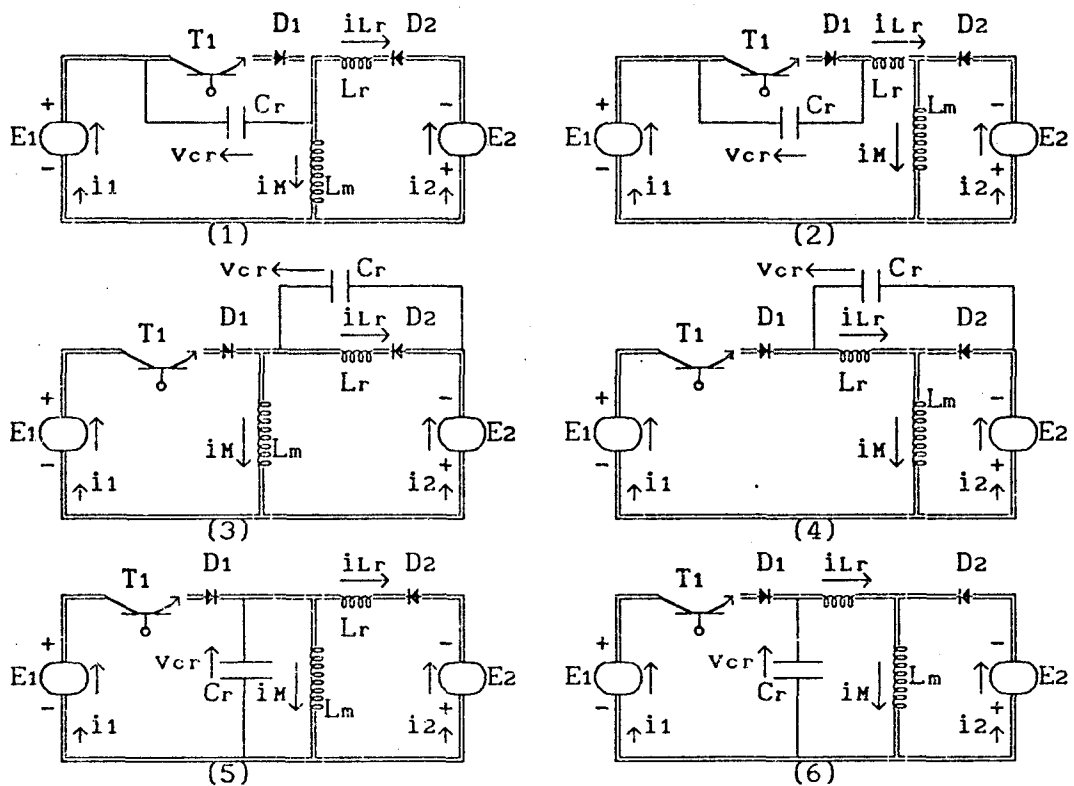 T1 D1 iLr D2
Lr
Cr
+ -
E1 E2
vcr
- iM Lm +
i1 i2
(1)
T1 D1 iLr D2
Lr
Cr Lm
+ -
E1 E2
vcr
- iM +
i1 i2
(2)
vcr Cr
T1 D1 iLr D2
Lr
+ -
E1 E2
- iM Lm +
i1 i2
(3)
vcr Cr
T1 D1 iLr D2
Lr
Lm
+ -
E1 E2
- iM +
i1 i2
(4)
T1 D1 iLr D2
Lr
+ -
vcr
E1 E2
- Cr iM Lm +
i1 i2
(5)
T1 D1 iLr D2
+ -
vcr
E1 Lm E2
- Cr iM +
i1 i2
(6)